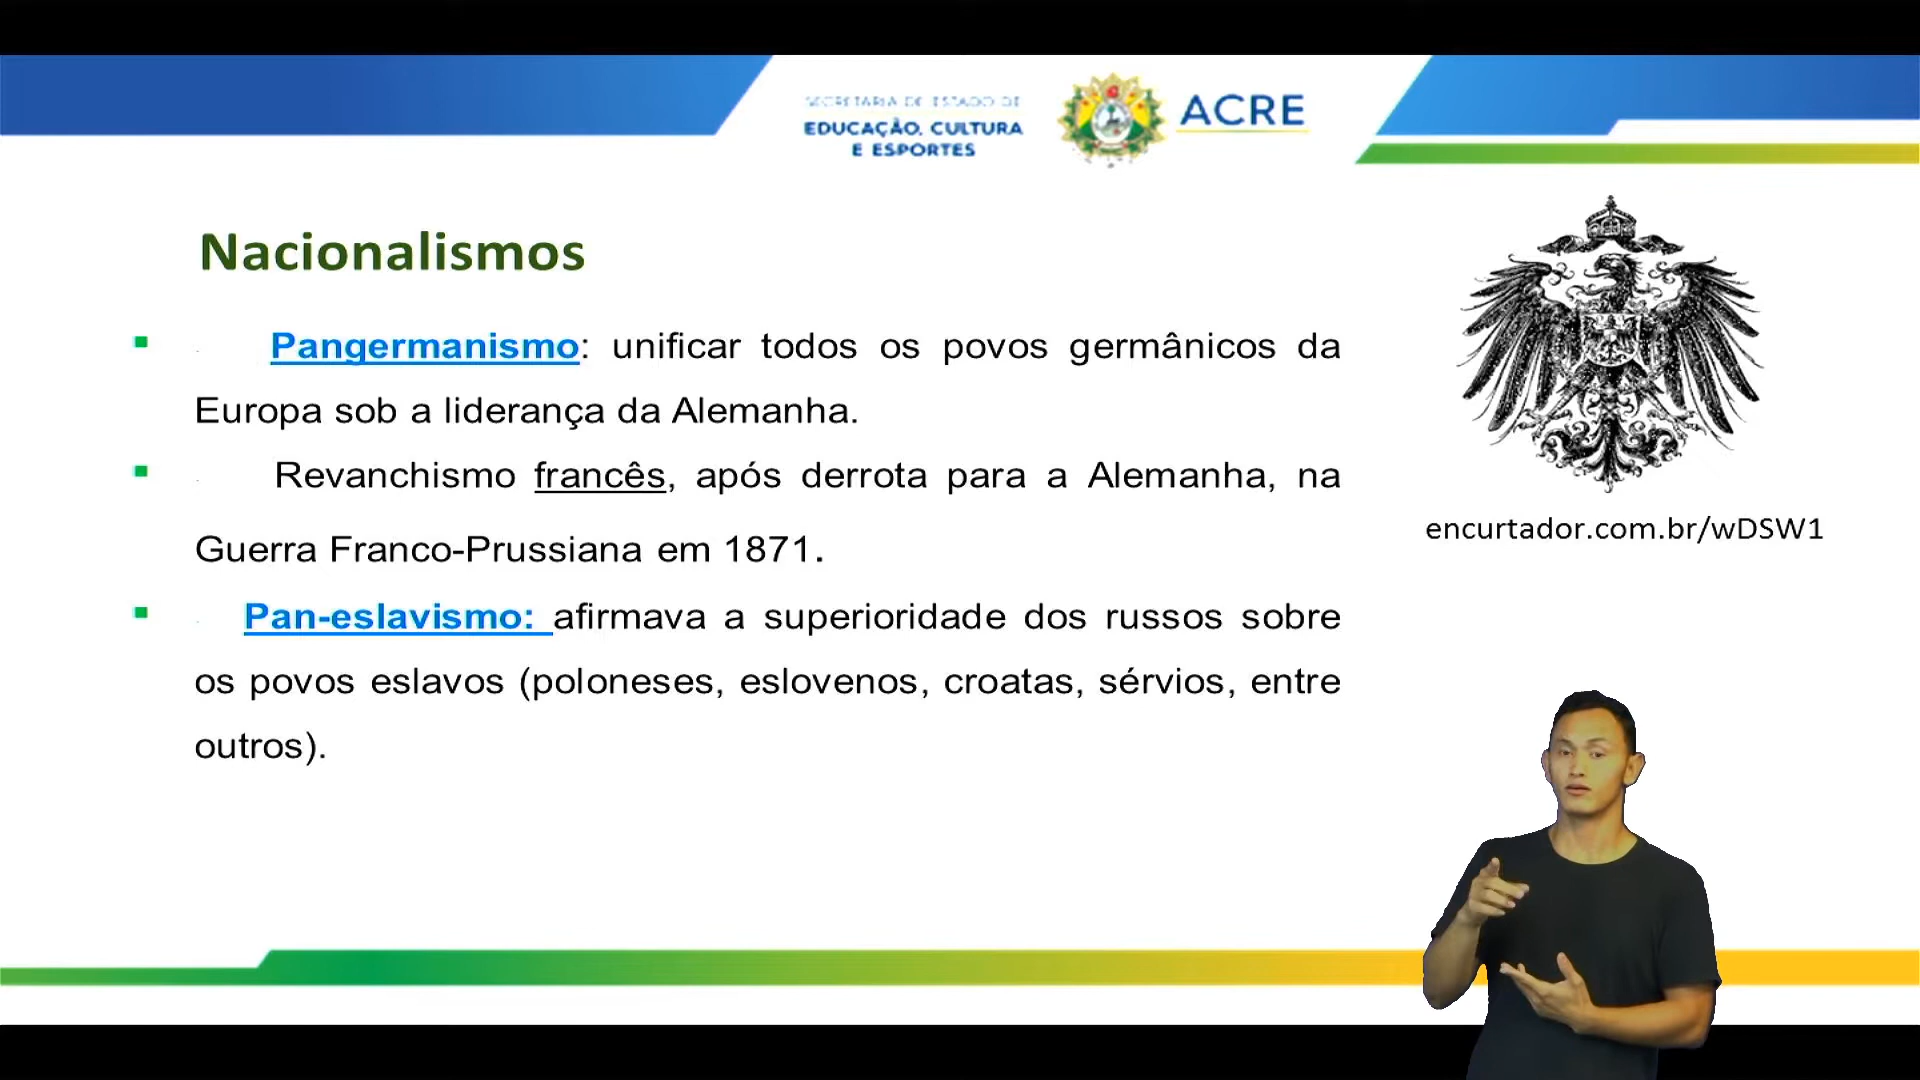 SECRETARIA DE ESTADO DE
EDUCAÇÃO, CULTURA
E ESPORTES
ACRE
Nacionalismos
Pangermanismo: unificar todos os povos germânicos da
Europa sob a liderança da Alemanha.
Revanchismo francês, após derrota para a Alemanha, na
Guerra Franco-Prussiana em 1871.
Pan-eslavismo: afirmava a superioridade dos russos sobre
os povos eslavos (poloneses, eslovenos, croatas, sérvios, entre
outros).
encurtador.com.br/wDSW1